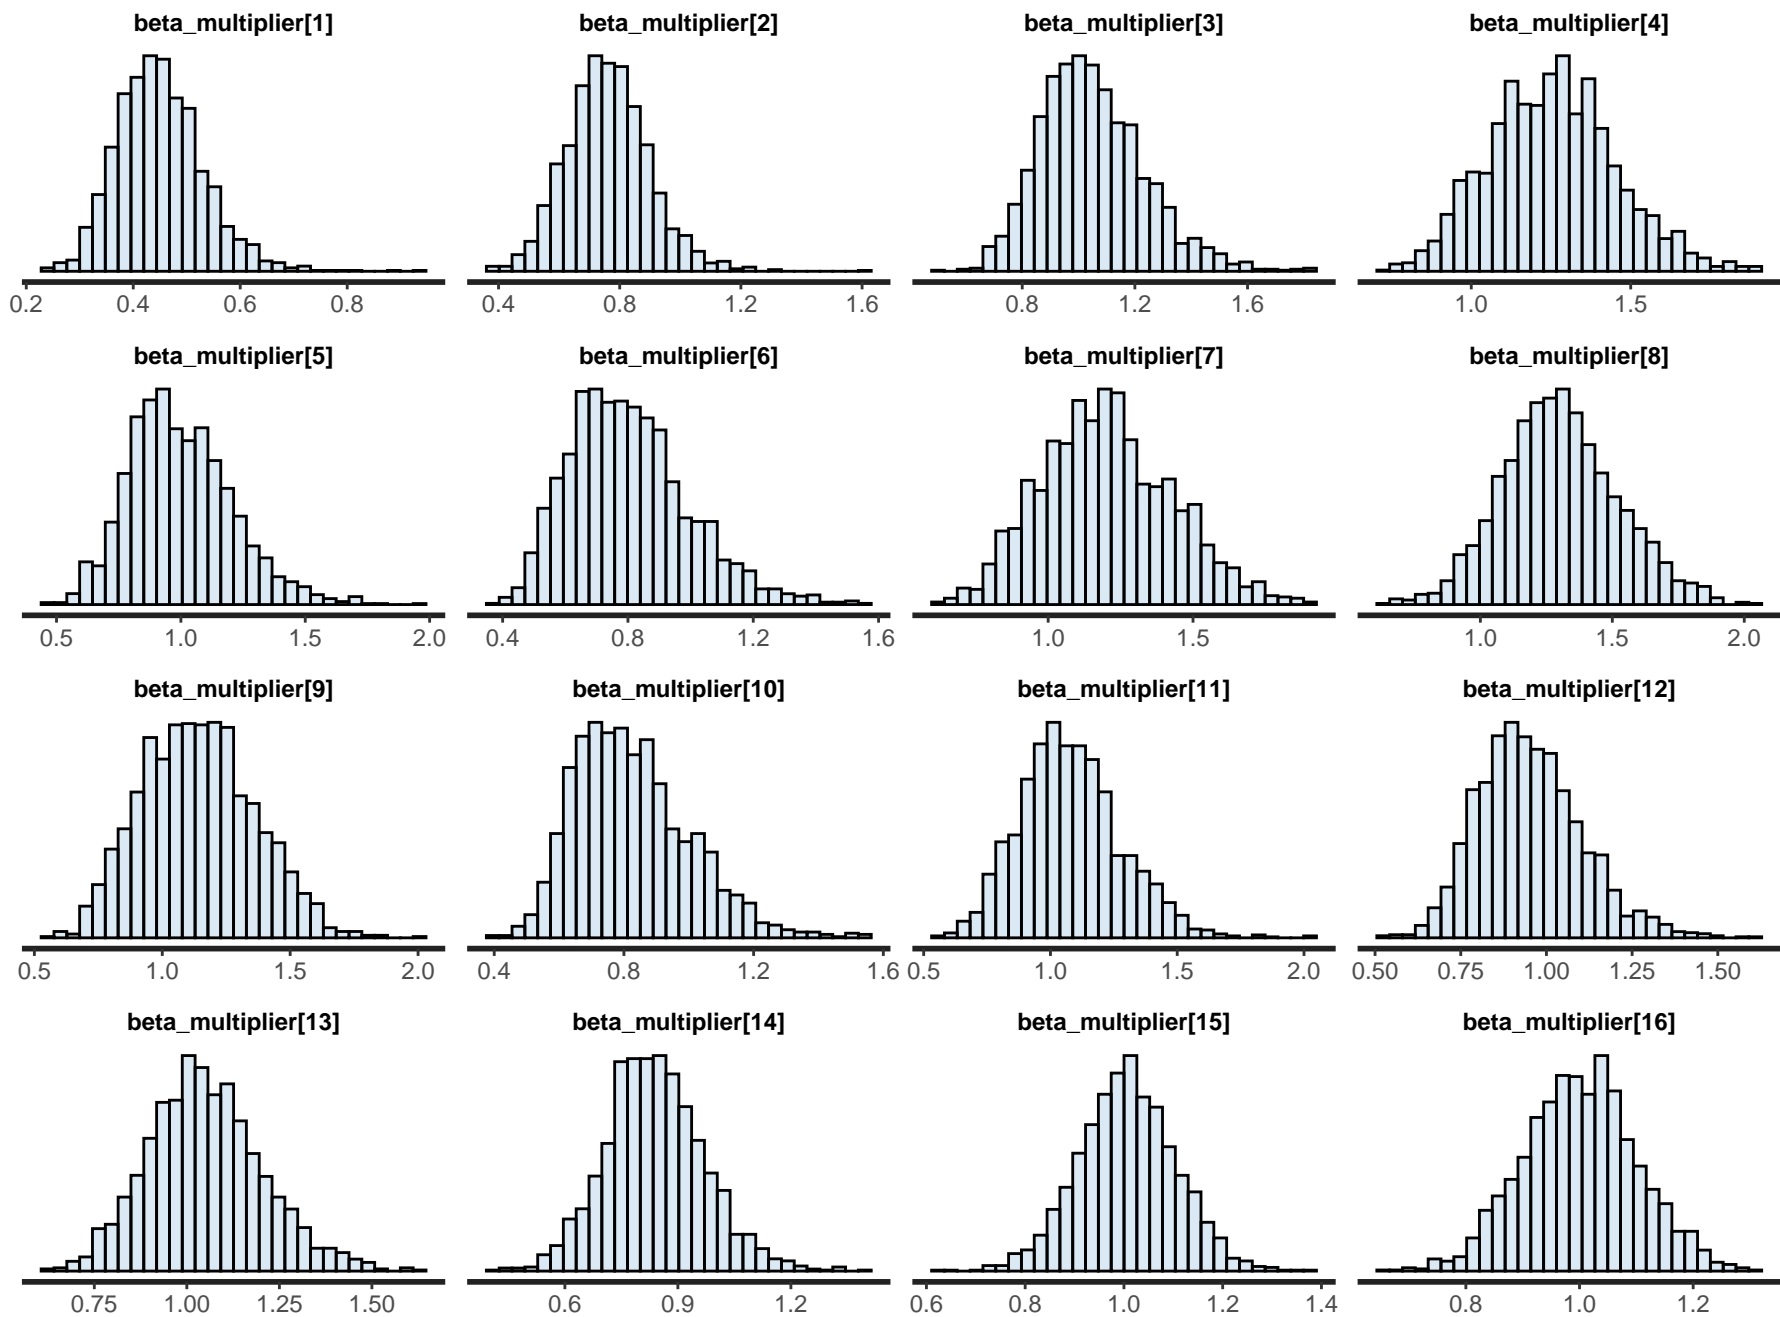 beta_multiplier[1] beta_multiplier[2] beta_multiplier[3] beta_multiplier[4]
0.2 0.4 0.6 0.8 0.4 0.8 1.2 1.6 0.8 1.2 1.6 1.0 1.5
beta_multiplier[5] beta_multiplier[6] beta_multiplier[7] beta_multiplier[8]
0.5 1.0 1.5 2.0 0.4 0.8 1.2 1.6 1.0 1.5 1.0 1.5 2.0
beta_multiplier[9] beta_multiplier[10] beta_multiplier[11] beta_multiplier[12]
0.5 1.0 1.5 2.0 0.4 0.8 1.2 1.6 0.5 1.0 1.5 2.0 0.50 0.75 1.00 1.25 1.50
beta_multiplier[13] beta_multiplier[14] beta_multiplier[15] beta_multiplier[16]
0.75 1.00 1.25 1.50 0.6 0.9 1.2 0.6 0.8 1.0 1.2 1.4 0.8 1.0 1.2